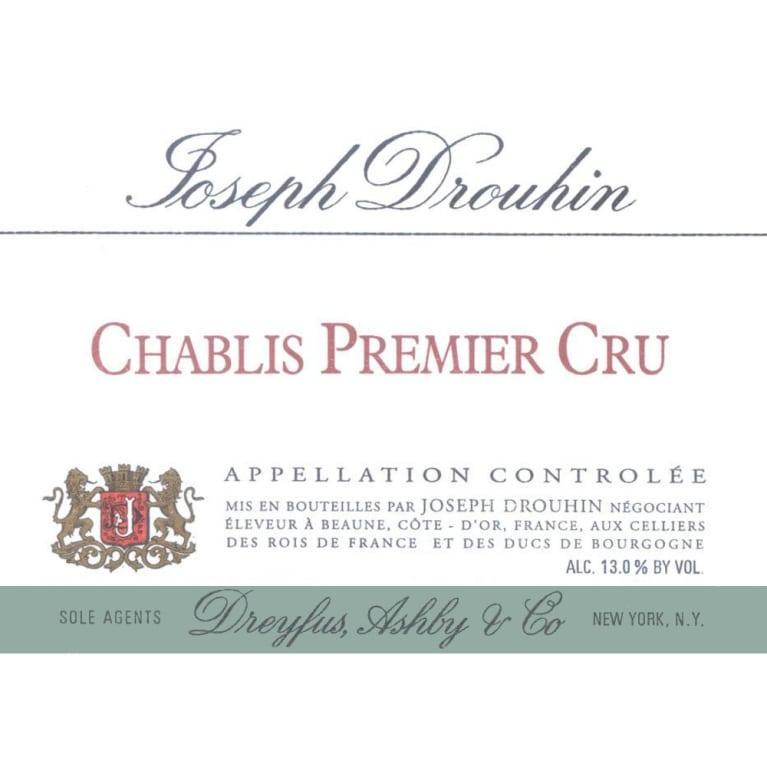 Joseph Drouhin
CHABLIS PREMIER CRU
APPELLATION CONTROLÉE
MIS EN BOUTEILLES PAR JOSEPH DROUHIN NÉGOCIANT
ÉLEVEUR À BEAUNE, CÔTE - D'OR, FRANCE, AUX CELLIERS
DES ROIS DE FRANCE ET DES DUCS DE BOURGOGNE
ALC. 13.0 % BY VOL.
SOLE AGENTS Dreyfus, Ashby & Co NEW YORK, N.Y.